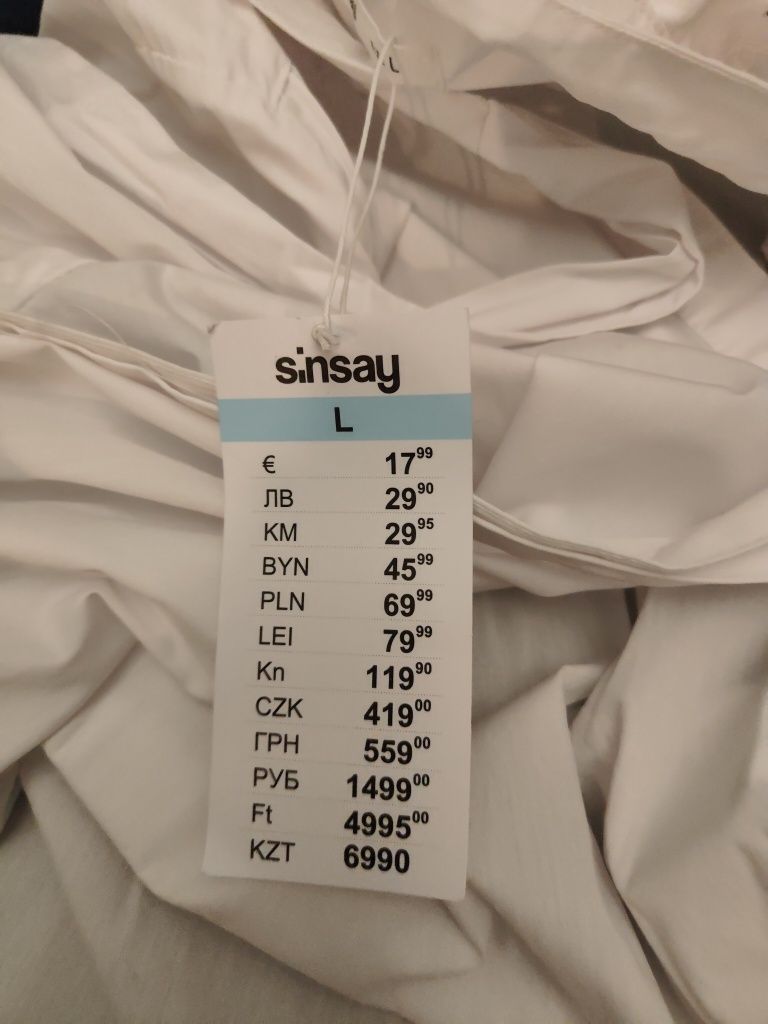 L
sinsay
L
€ 17⁹⁹
ЛВ 29⁹⁰
KM 29⁹⁵
BYN 45⁹⁹
PLN 69⁹⁹
LEI 79⁹⁹
Kn 119⁹⁰
CZK 419⁰⁰
ГРН 559⁰⁰
РУБ 1499⁰⁰
Ft 4995⁰⁰
KZT 6990